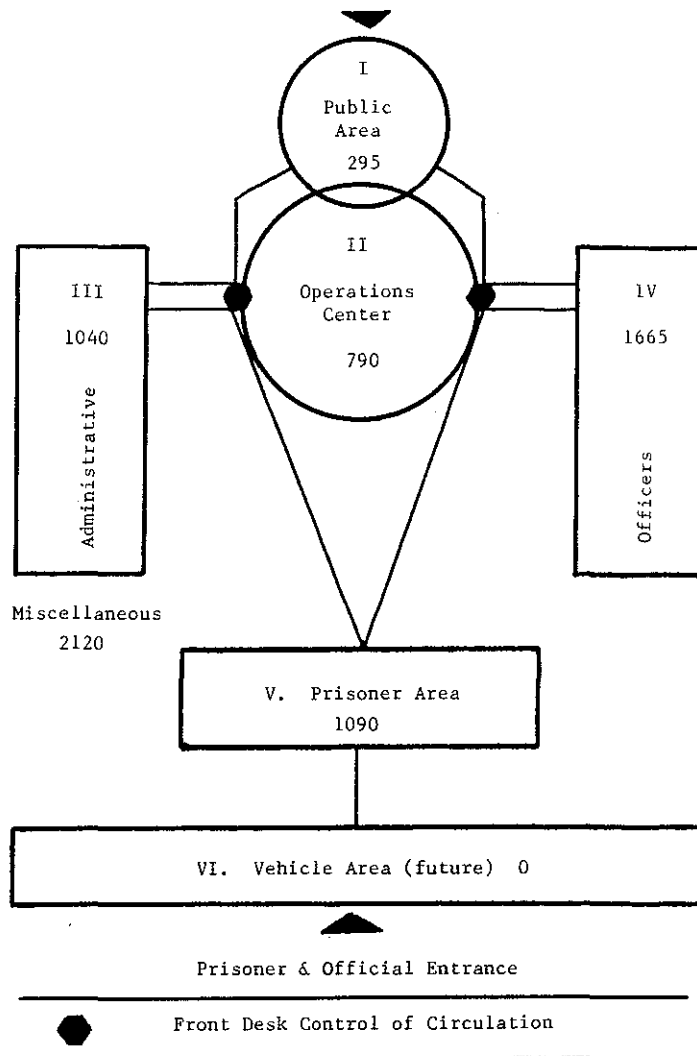 I
Public
Area
295
II
Operations
Center
790
III
1040
Administrative
IV
1665
Officers
Miscellaneous
2120
V. Prisoner Area
1090
VI. Vehicle Area (future) 0
Prisoner & Official Entrance
Front Desk Control of Circulation